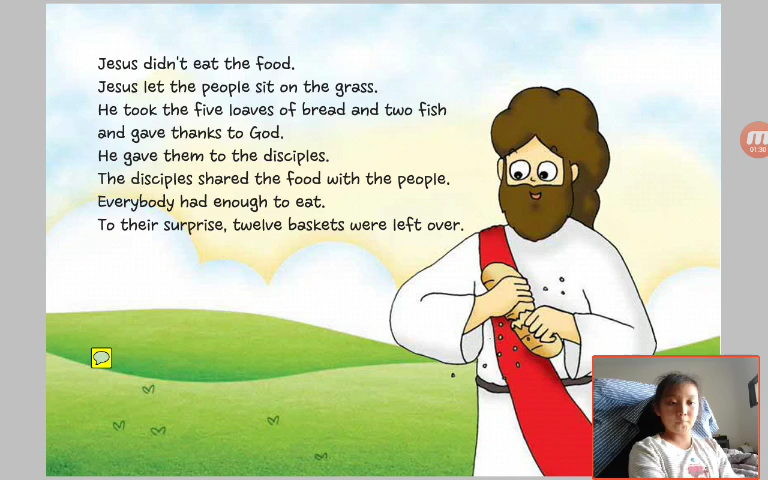 Jesus didn't eat the food.
Jesus let the people sit on the grass.
He took the five loaves of bread and two fish
and gave thanks to God.
He gave them to the disciples.
The disciples shared the food with the people.
Everybody had enough to eat.
To their surprise, twelve baskets were left over.
01:30